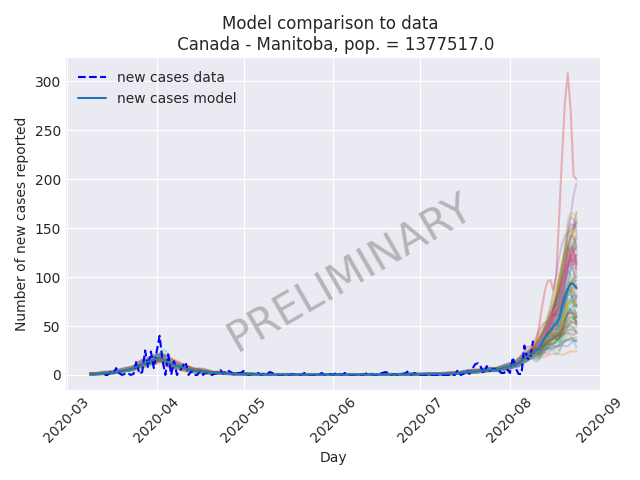 Model comparison to data
Canada - Manitoba, pop. = 1377517.0
new cases data
new cases model
300
250
200
150
100
50
0
Number of new cases reported
PRELIMINARY
2020-03
2020-04
2020-05
2020-06
2020-07
2020-08
2020-09
Day